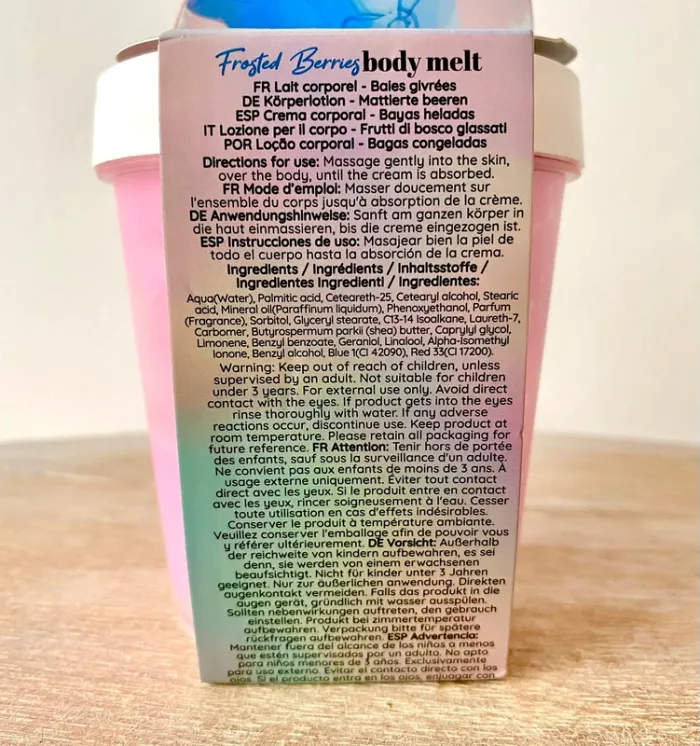 Frosted Berries body melt
FR Lait corporel - Baies givrées
DE Körperlotion - Mattierte beeren
ESP Crema corporal - Bayas heladas
IT Lozione per il corpo - Frutti di bosco glassati
POR Loção corporal - Bagas congeladas
Directions for use: Massage gently into the skin,
over the body, until the cream is absorbed.
FR Mode d'emploi: Masser doucement sur
l'ensemble du corps jusqu'à absorption de la crème.
DE Anwendungshinweise: Sanft am ganzen körper in
die haut einmassieren, bis die creme eingezogen ist.
ESP Instrucciones de uso: Masajear bien la piel de
todo el cuerpo hasta la absorción de la crema.
Ingredients / Ingrédients / Inhaltsstoffe /
Ingredientes Ingredienti / Ingredientes:
Aqua(Water), Palmitic acid, Ceteareth-25, Cetearyl alcohol, Stearic
acid, Mineral oil(Paraffinum liquidum), Phenoxyethanol, Parfum
(Fragrance), Sorbitol, Glyceryl stearate, C13-14 Isoalkane, Laureth-7,
Carbomer, Butyrospermum parkii (shea) butter, Caprylyl glycol,
Limonene, Benzyl benzoate, Geraniol, Linalool, Alpha-isomethyl
Ionone, Benzyl alcohol, Blue 1(CI 42090), Red 33(CI 17200).
Warning: Keep out of reach of children, unless
supervised by an adult. Not suitable for children
under 3 years. For external use only. Avoid direct
contact with the eyes. If product gets into the eyes
rinse thoroughly with water. If any adverse
reactions occur, discontinue use. Keep product at
room temperature. Please retain all packaging for
future reference. FR Attention: Tenir hors de portée
des enfants, sauf sous la surveillance d'un adulte.
Ne convient pas aux enfants de moins de 3 ans. À
usage externe uniquement. Éviter tout contact
direct avec les yeux. Si le produit entre en contact
avec les yeux, rincer soigneusement à l'eau. Cesser
toute utilisation en cas d'effets indésirables.
Conserver le produit à température ambiante.
Veuillez conserver l'emballage afin de pouvoir vous
y référer ultérieurement. DE Vorsicht: Außerhalb
der reichweite von kindern aufbewahren, es sei
denn, sie werden von einem erwachsenen
beaufsichtigt. Nicht für kinder unter 3 Jahren
geeignet. Nur zur äußerlichen anwendung. Direkten
augenkontakt vermeiden. Falls das produkt in die
augen gerät, gründlich mit wasser ausspülen.
Sollten nebenwirkungen auftreten, den gebrauch
einstellen. Produkt bei zimmertemperatur
aufbewahren. Verpackung bitte für spätere
rückfragen aufbewahren. ESP Advertencia:
Mantener fuera del alcance de los niños a menos
que estén supervisados por un adulto. No apto
para niños menores de 3 años. Exclusivamente
para uso externo. Evitar el contacto directo con los
ojos. Si el producto entra en los ojos, enjuagar con